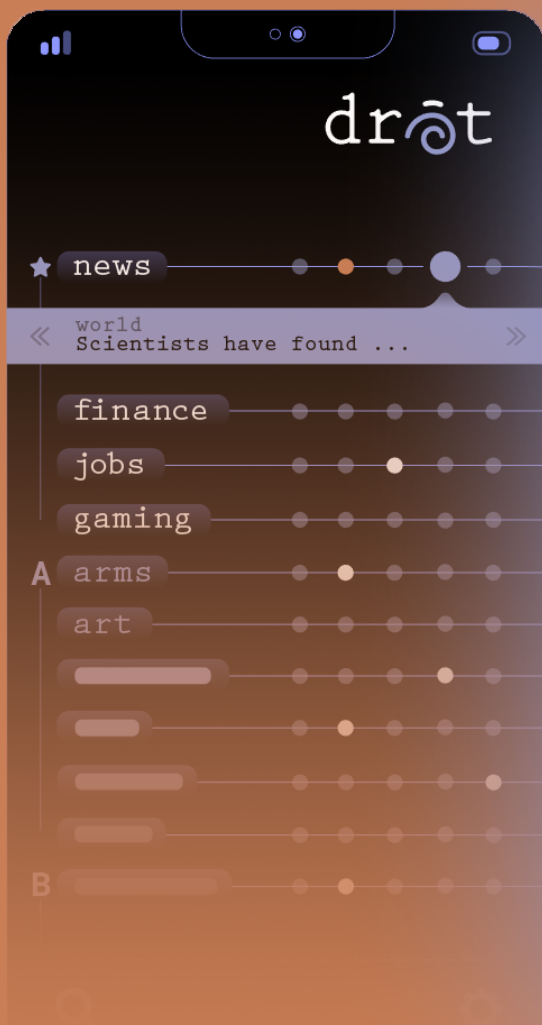 drōt
news
world
Scientists have found ...
finance
jobs
gaming
A
arms
art
B